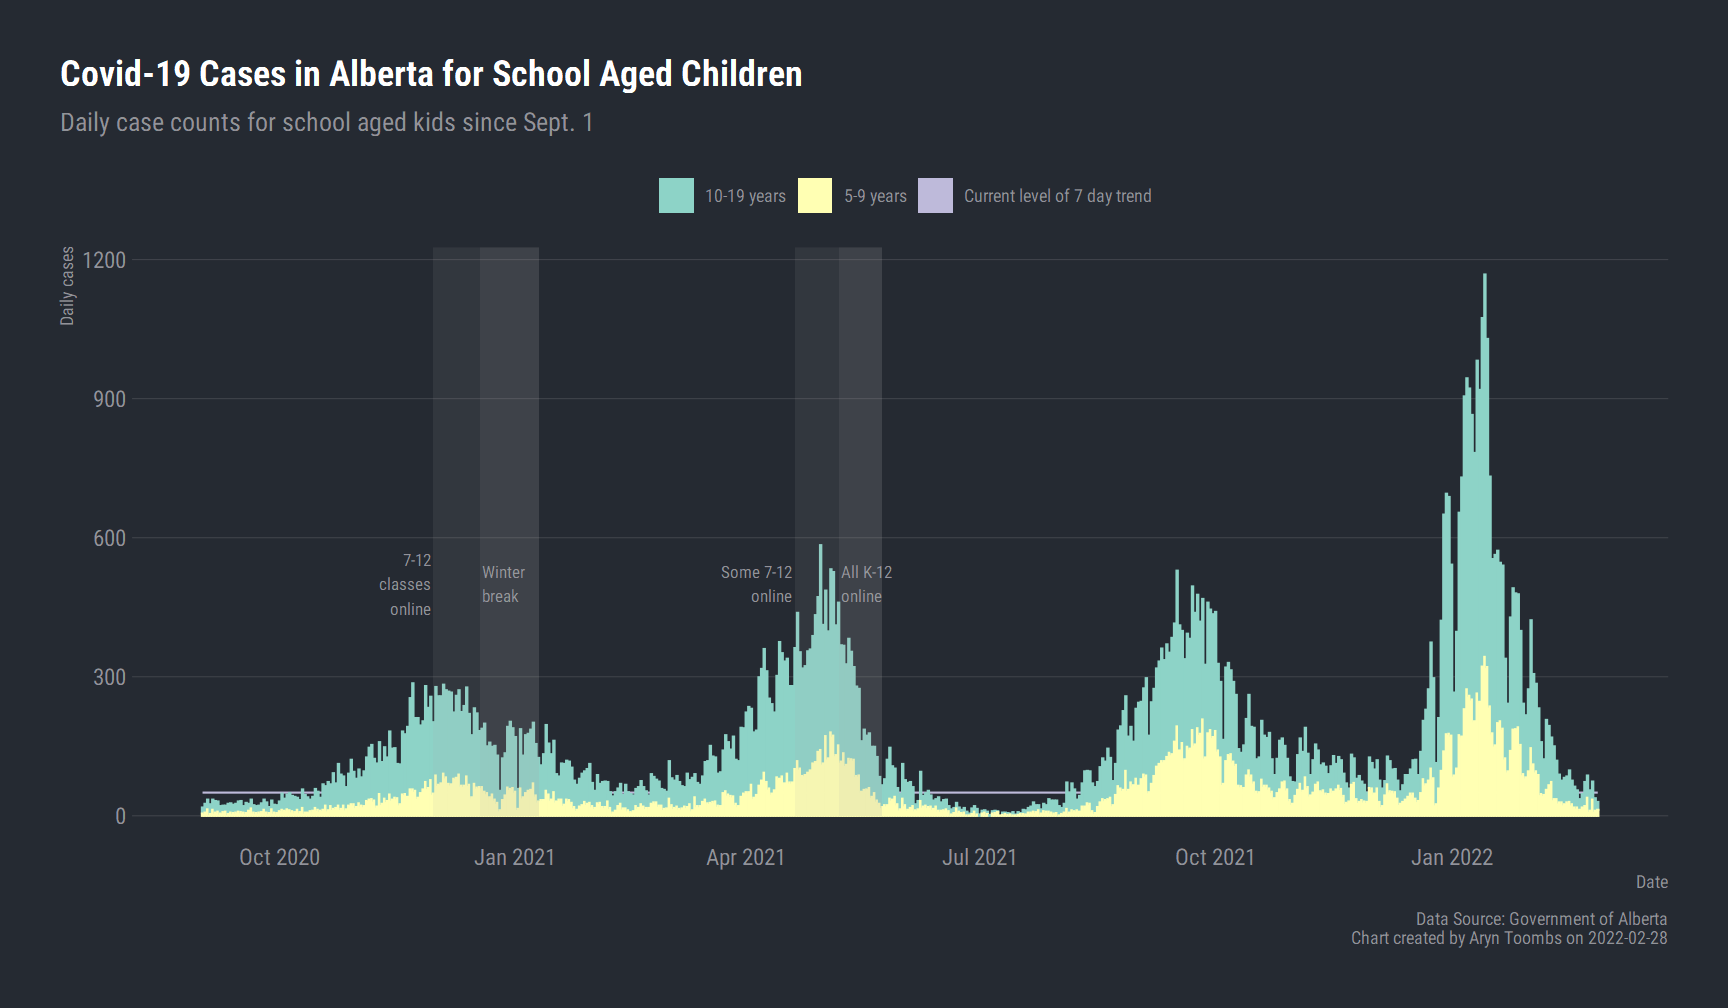 Covid-19 Cases in Alberta for School Aged Children
Daily case counts for school aged kids since Sept. 1
10-19 years
5-9 years
Current level of 7 day trend
Daily cases
1200
900
600
300
0
7-12
classes
online
Winter
break
Some 7-12
online
All K-12
online
Oct 2020
Jan 2021
Apr 2021
Jul 2021
Oct 2021
Jan 2022
Date
Data Source: Government of Alberta
Chart created by Aryn Toombs on 2022-02-28